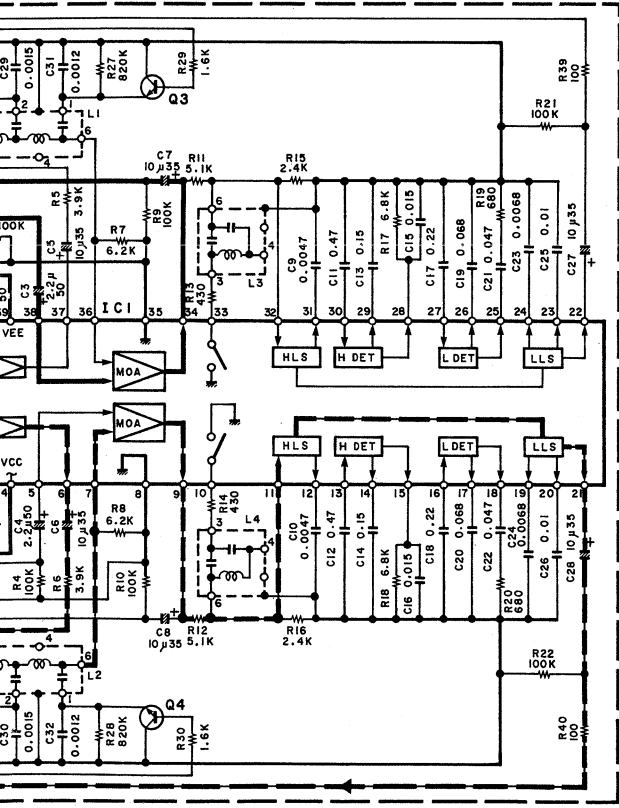 C29 0.0015 C31 0.0012 R27 820K Q3 R29 1.6K R39 100
2 1 L1 6 4
R21 100K
C7 10μ35 + R11 5.1K R15 2.4K
R5 3.9K R9 100K 6 4 3 L3
R17 6.8K C15 0.015 R19 680 C23 0.0068 C25 0.01 C27 10μ35 +
100K C5 10μ35 + R7 6.2K
C9 0.0047 C11 0.47 C13 0.15 C17 0.22 C19 0.068 C21 0.047
50 C3 2.2μ 50 + IC1 R13 430
39 38 37 36 35 34 33 32 31 30 29 28 27 26 25 24 23 22
VEE
MOA HLS H DET L DET LLS
MOA HLS H DET L DET LLS
VCC
4 5 6 7 8 9 10 11 12 13 14 15 16 17 18 19 20 21
C4 2.2μ50 + C6 10μ35 + R8 6.2K R14 430
3 L4 4 6
C10 0.0047 C12 0.47 C14 0.15 C18 0.22 C20 0.068 C22 0.047 C24 0.0068 C26 0.01 C28 10μ35 +
R4 100K R6 3.9K R10 100K R18 6.8K C16 0.015 R20 680
C8 10μ35 + R12 5.1K R16 2.4K
4 6 L2 2 1
R22 100K
Q4
C30 0.0015 C32 0.0012 R28 820K R30 1.6K R40 100